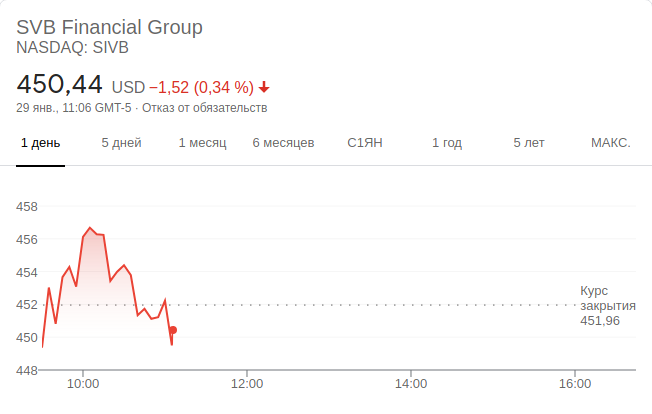 SVB Financial Group
NASDAQ: SIVB
450,44 USD −1,52 (0,34 %)
29 янв., 11:06 GMT-5 · Отказ от обязательств
1 день 5 дней 1 месяц 6 месяцев С1ЯН 1 год 5 лет МАКС.
458
456
454
452
450
448
Курс
закрытия
451,96
10:00 12:00 14:00 16:00